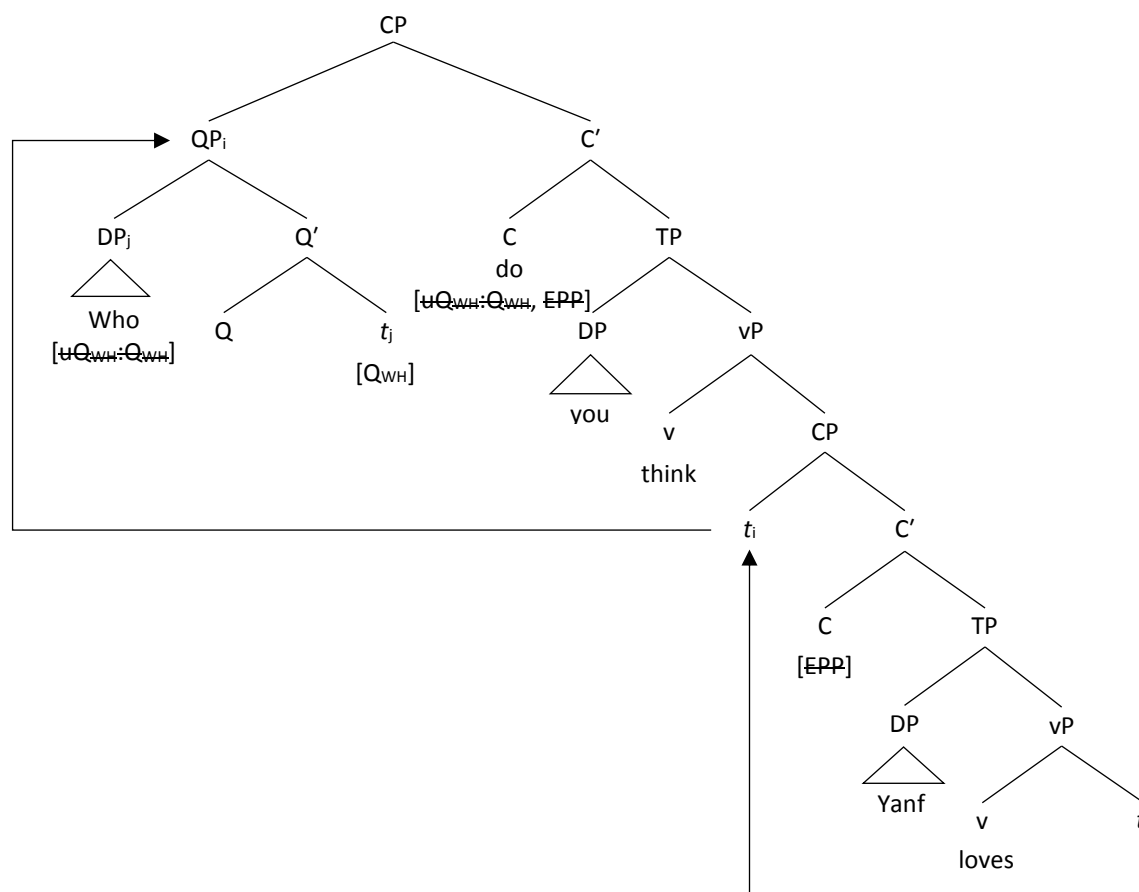 CP
QPi C′
DPj Q′ C TP
do
Who Q tj [uQWH:QWH, EPP] DP vP
[uQWH:QWH] [QWH]
you v CP
think
ti C′
C TP
[EPP]
DP vP
Yanf v
loves